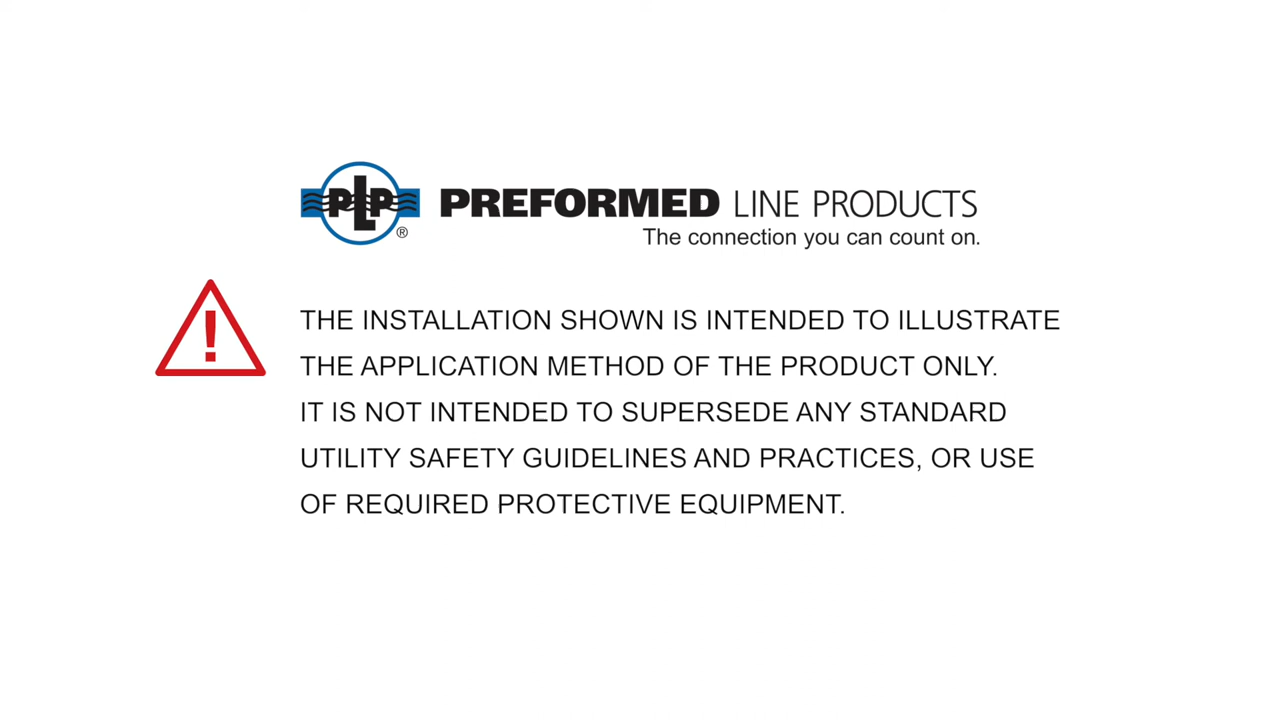 PLP®
PREFORMED LINE PRODUCTS
The connection you can count on.
!
THE INSTALLATION SHOWN IS INTENDED TO ILLUSTRATE
THE APPLICATION METHOD OF THE PRODUCT ONLY.
IT IS NOT INTENDED TO SUPERSEDE ANY STANDARD
UTILITY SAFETY GUIDELINES AND PRACTICES, OR USE
OF REQUIRED PROTECTIVE EQUIPMENT.